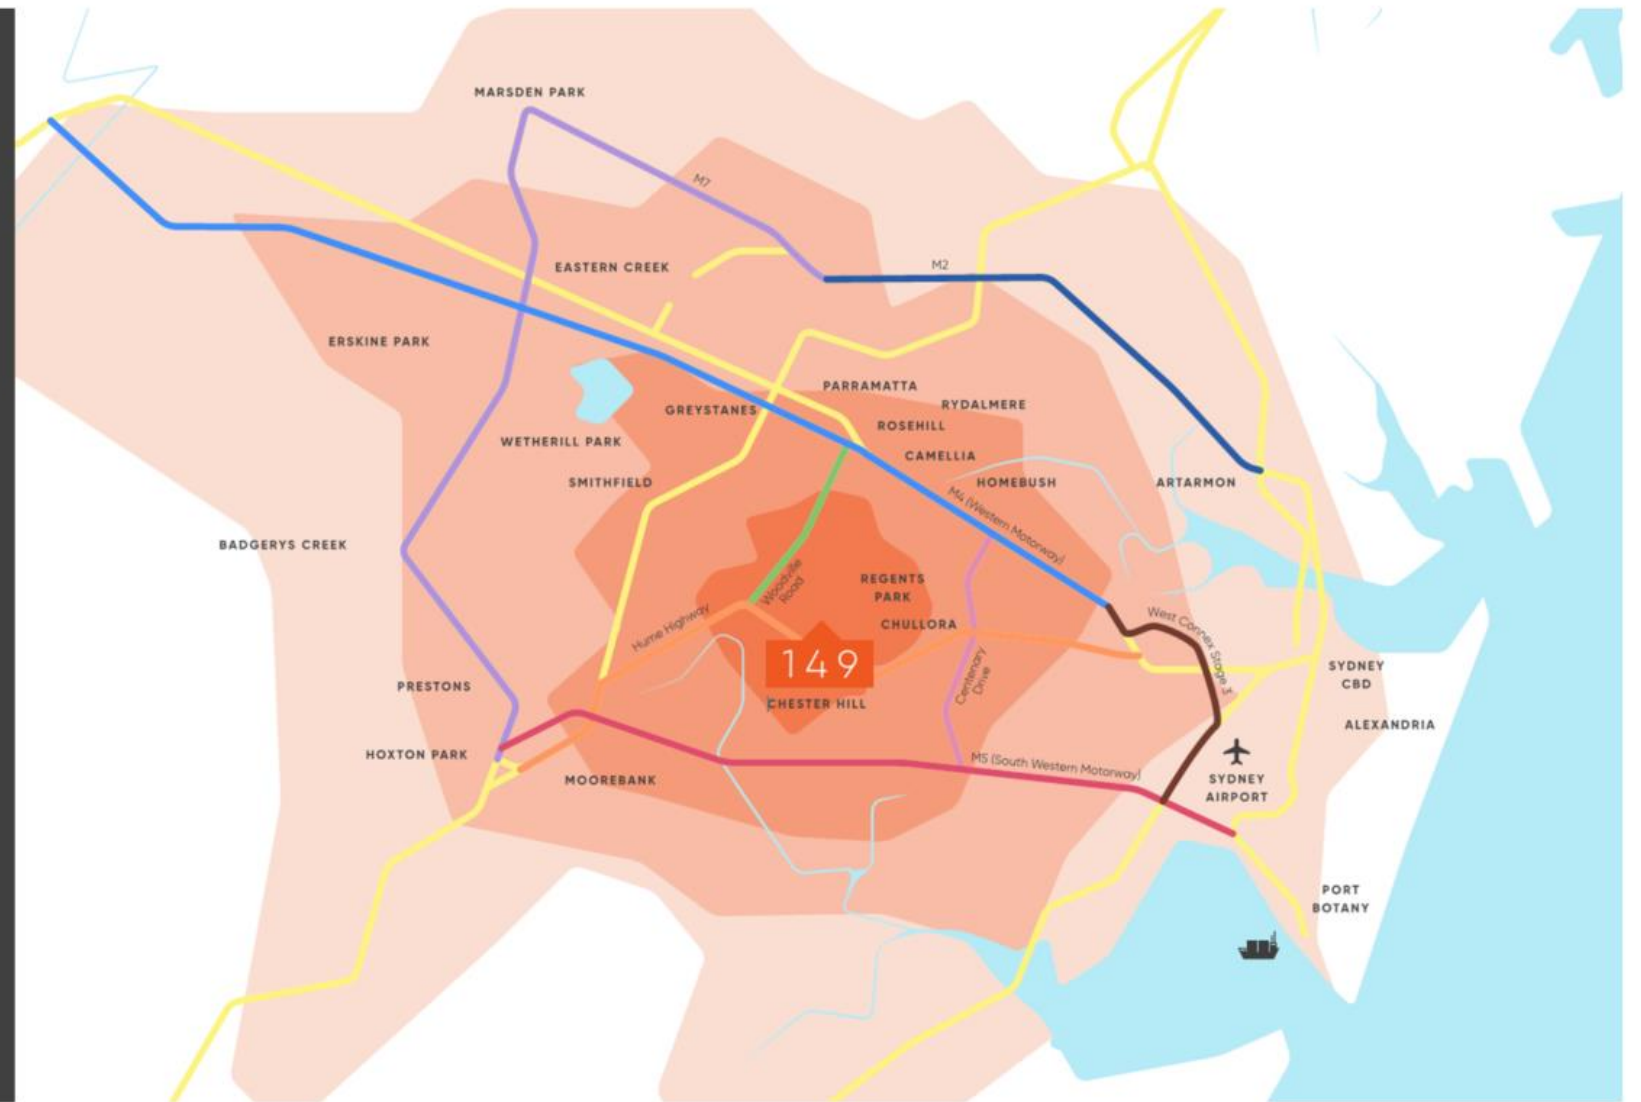 MARSDEN PARK
M7
EASTERN CREEK
M2
ERSKINE PARK
PARRAMATTA
GREYSTANES
RYDALMERE
ROSEHILL
WETHERILL PARK
CAMELLIA
SMITHFIELD
HOMEBUSH
ARTARMON
M4 (Western Motorway)
BADGERYS CREEK
Woodville
Road
REGENTS
PARK
Hume Highway
CHULLORA
West Connex Stage 3
149
Centenary
Drive
SYDNEY
CBD
PRESTONS
CHESTER HILL
ALEXANDRIA
HOXTON PARK
M5 (South Western Motorway)
MOOREBANK
SYDNEY
AIRPORT
PORT
BOTANY